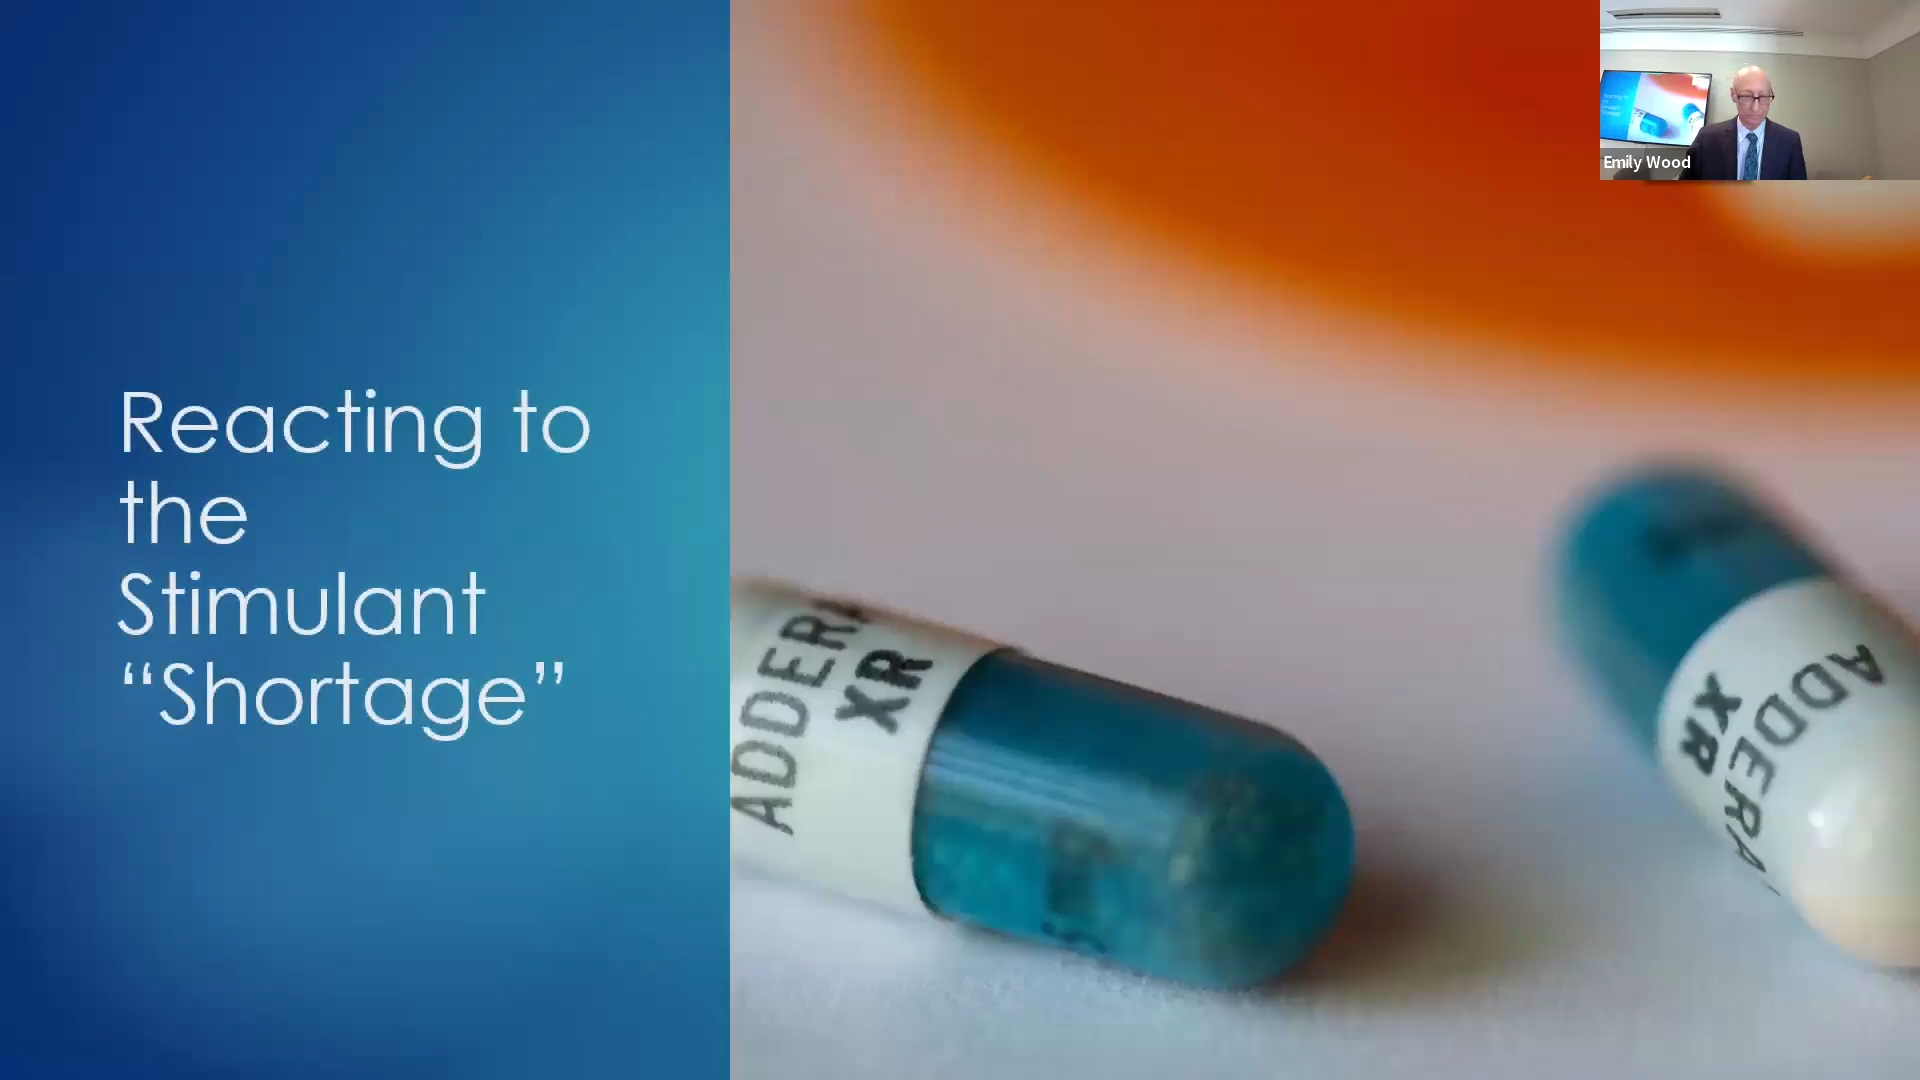 Reacting to
the
Stimulant
“Shortage”
Emily Wood
ADDERA
XR
ADDERA
XR